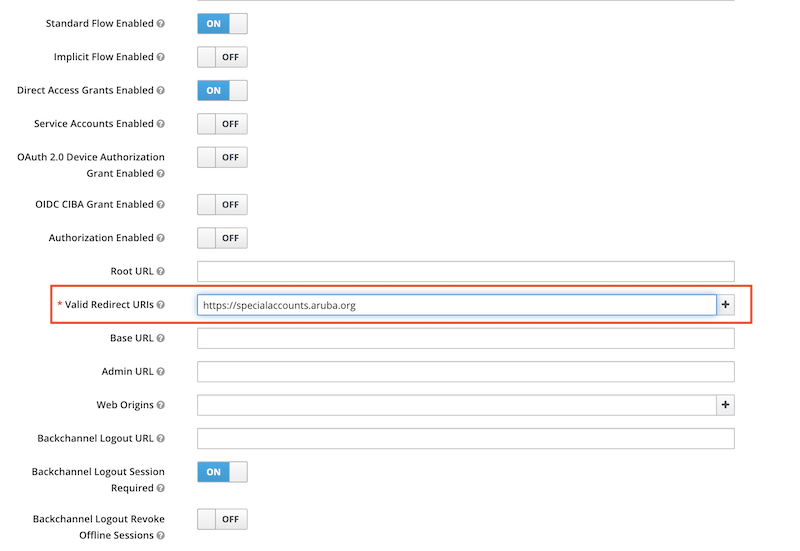 Standard Flow Enabled ON
Implicit Flow Enabled OFF
Direct Access Grants Enabled ON
Service Accounts Enabled OFF
OAuth 2.0 Device Authorization
Grant Enabled OFF
OIDC CIBA Grant Enabled OFF
Authorization Enabled OFF
Root URL
* Valid Redirect URIs https://specialaccounts.aruba.org +
Base URL
Admin URL
Web Origins +
Backchannel Logout URL
Backchannel Logout Session
Required ON
Backchannel Logout Revoke
Offline Sessions OFF